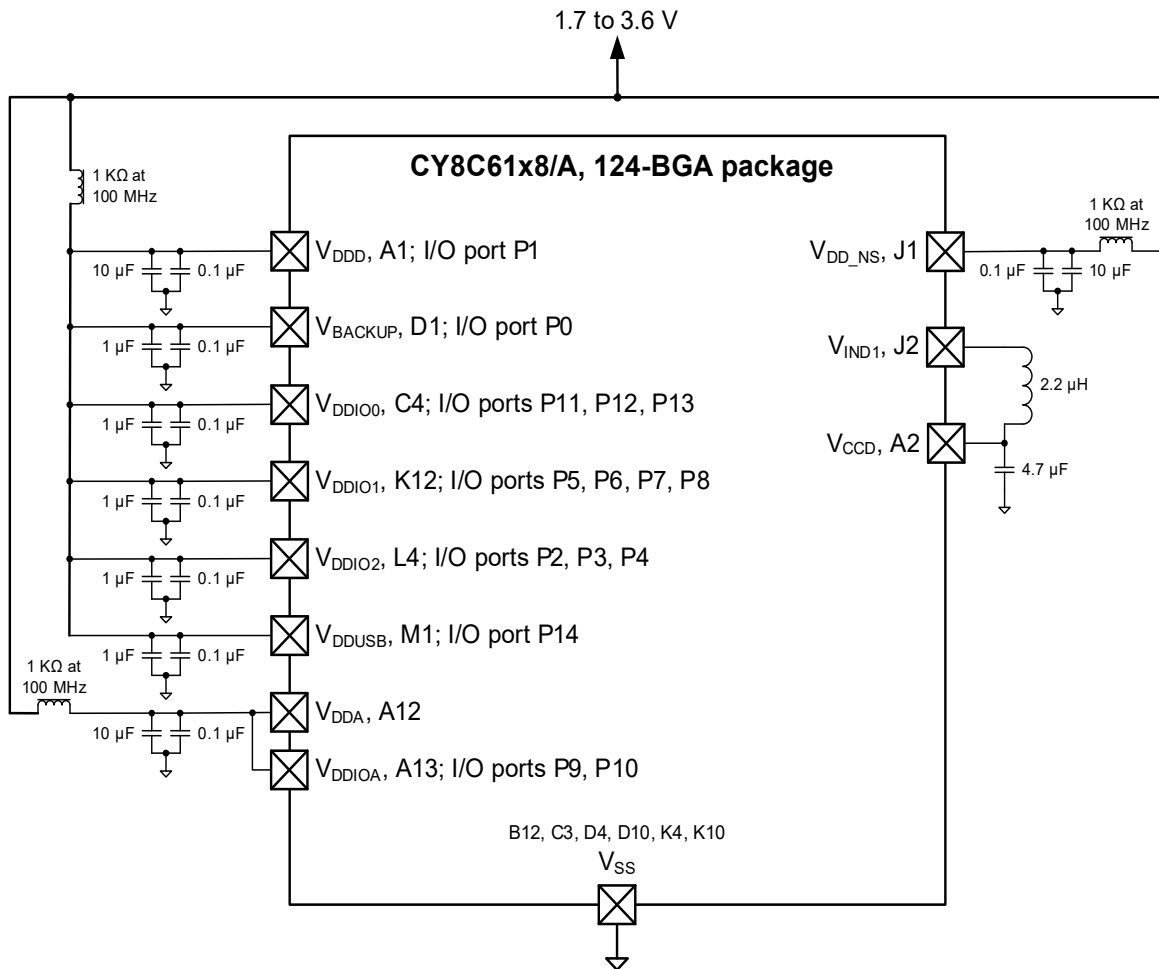 1.7 to 3.6 V
CY8C61x8/A, 124-BGA package
1 KΩ at
100 MHz
1 KΩ at
100 MHz
V_DDD, A1; I/O port P1
10 µF
0.1 µF
V_DD_NS, J1
0.1 µF
10 µF
V_BACKUP, D1; I/O port P0
1 µF
0.1 µF
V_IND1, J2
2.2 µH
V_DDIO0, C4; I/O ports P11, P12, P13
1 µF
0.1 µF
V_CCD, A2
4.7 µF
V_DDIO1, K12; I/O ports P5, P6, P7, P8
1 µF
0.1 µF
V_DDIO2, L4; I/O ports P2, P3, P4
1 µF
0.1 µF
V_DDUSB, M1; I/O port P14
1 µF
0.1 µF
1 KΩ at
100 MHz
V_DDA, A12
10 µF
0.1 µF
V_DDIOA, A13; I/O ports P9, P10
B12, C3, D4, D10, K4, K10
V_SS